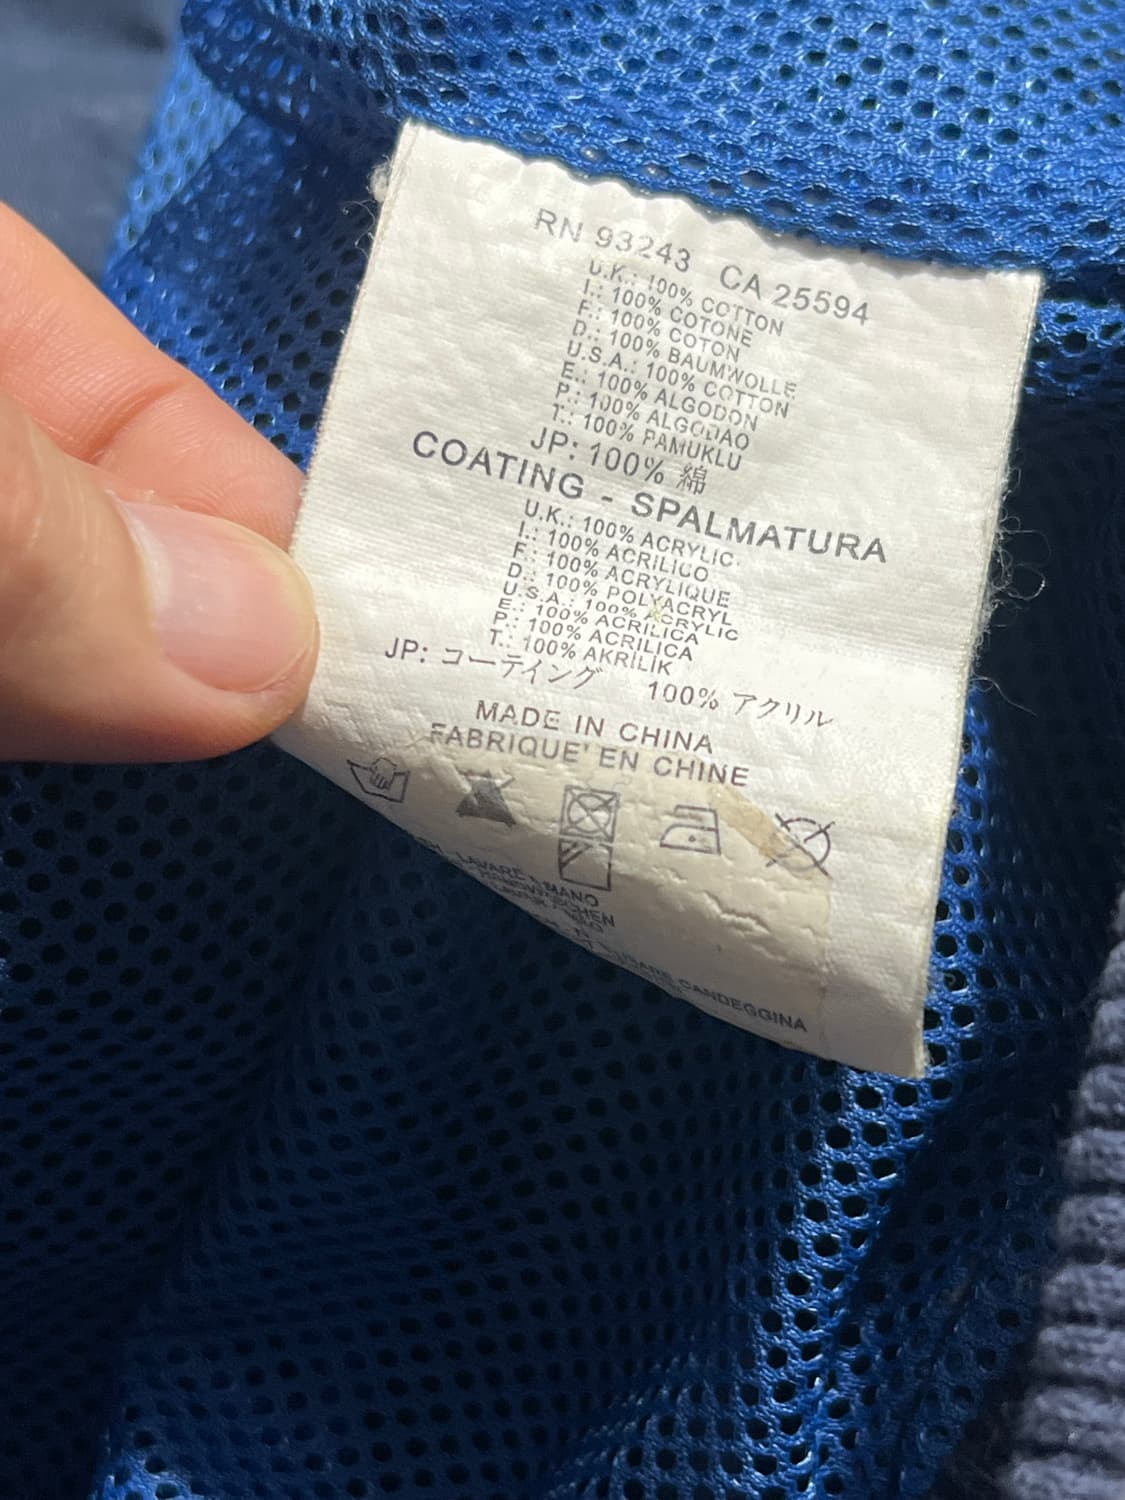 RN 93243 CA 25594
U.K.: 100% COTTON
I.: 100% COTONE
F.: 100% COTON
D.: 100% BAUMWOLLE
U.S.A.: 100% COTTON
E.: 100% ALGODON
P.: 100% ALGODAO
T.: 100% PAMUKLU
JP: 100% 綿
COATING - SPALMATURA
U.K.: 100% ACRYLIC
I.: 100% ACRILICO
F.: 100% ACRYLIQUE
D.: 100% POLYACRYL
U.S.A.: 100% ACRYLIC
E.: 100% ACRILICA
P.: 100% ACRILICA
T.: 100% AKRİLİK
JP: コーティング 100% アクリル
MADE IN CHINA
FABRIQUE' EN CHINE
LAVARE A MANO
HANDWASCHEN
CANDEGGINA